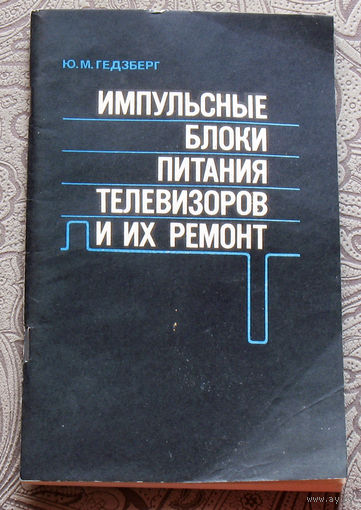 Ю. М. ГЕДЗБЕРГ
ИМПУЛЬСНЫЕ
БЛОКИ
ПИТАНИЯ
ТЕЛЕВИЗОРОВ
И ИХ РЕМОНТ